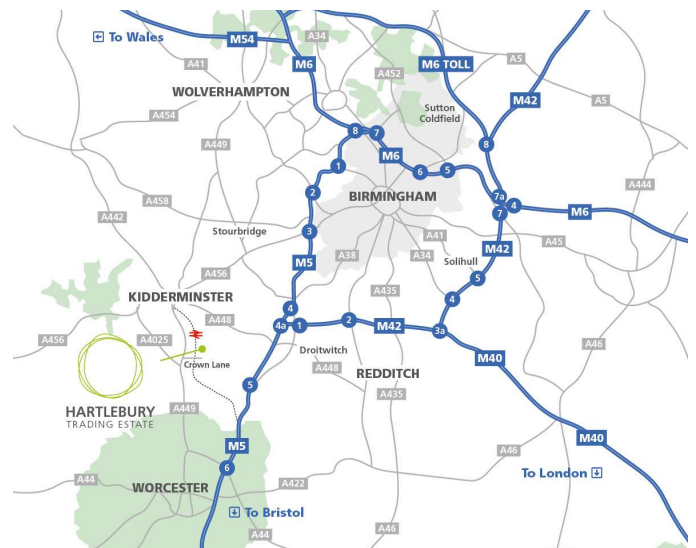 To Wales
M54
A34
M6
A452
M6 TOLL
A5
A41
WOLVERHAMPTON
Sutton
Coldfield
M42
A5
A454
A449
8
7
M6
8
1
6
5
A444
2
BIRMINGHAM
7a
4
7
M6
A458
A442
Stourbridge
3
A41
M42
A45
A38
A34
Solihull
M5
A456
5
KIDDERMINSTER
A435
4
4
A448
4a
1
2
M42
3a
A456
A4025
Droitwitch
M40
A46
Crown Lane
A448
REDDITCH
5
A435
HARTLEBURY
TRADING ESTATE
A449
M5
M40
A46
6
To London
A44
WORCESTER
A422
To Bristol
A44
A46